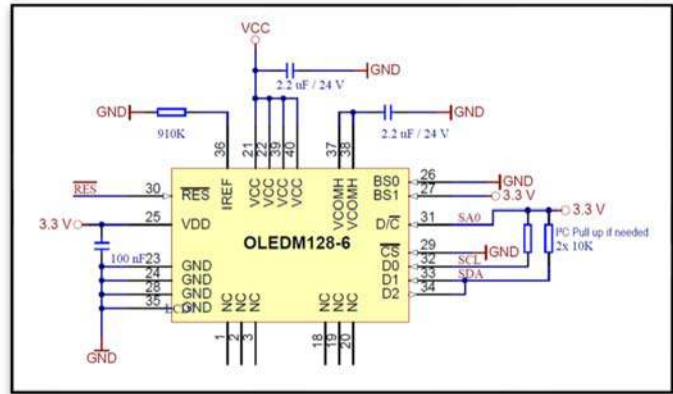 VCC
GND
2.2 uF / 24 V
GND
GND
910K
2.2 uF / 24 V
36
21
22
39
40
37
38
IREF
VCC
VCC
VCC
VCC
VCOMH
VCOMH
RES
30
RES
3.3 V
25
VDD
100 nF
23
GND
24
GND
28
GND
35
GND
GND
OLEDM128-6
BS0
26
GND
BS1
27
3.3 V
D/C
31
SA0
3.3 V
CS
29
GND
D0
32
SCL
D1
33
SDA
D2
34
I²C Pull up if needed
2x 10K
NC
NC
NC
NC
NC
NC
1
2
3
18
19
20